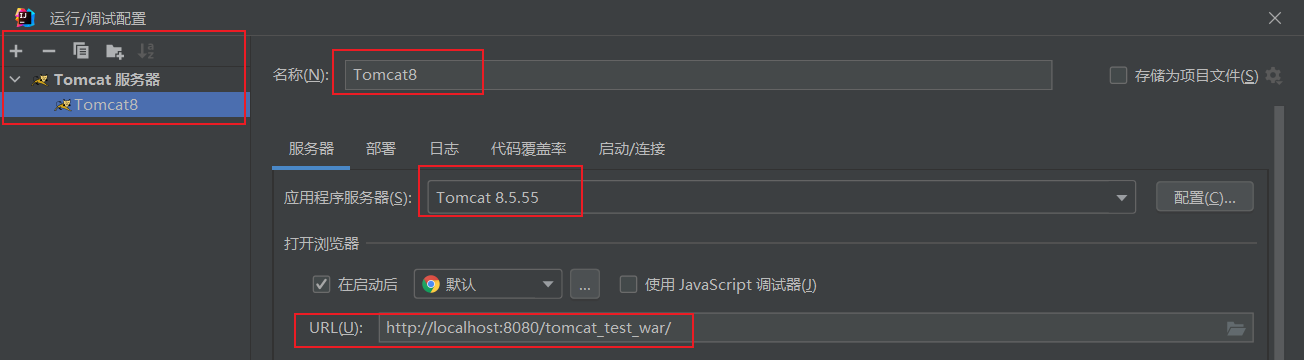 运行/调试配置
Tomcat 服务器
Tomcat8
名称(N): Tomcat8 存储为项目文件(S)
服务器 部署 日志 代码覆盖率 启动/连接
应用程序服务器(S): Tomcat 8.5.55 配置(C)...
打开浏览器
在启动后 默认 ... 使用 JavaScript 调试器(J)
URL(U): http://localhost:8080/tomcat_test_war/